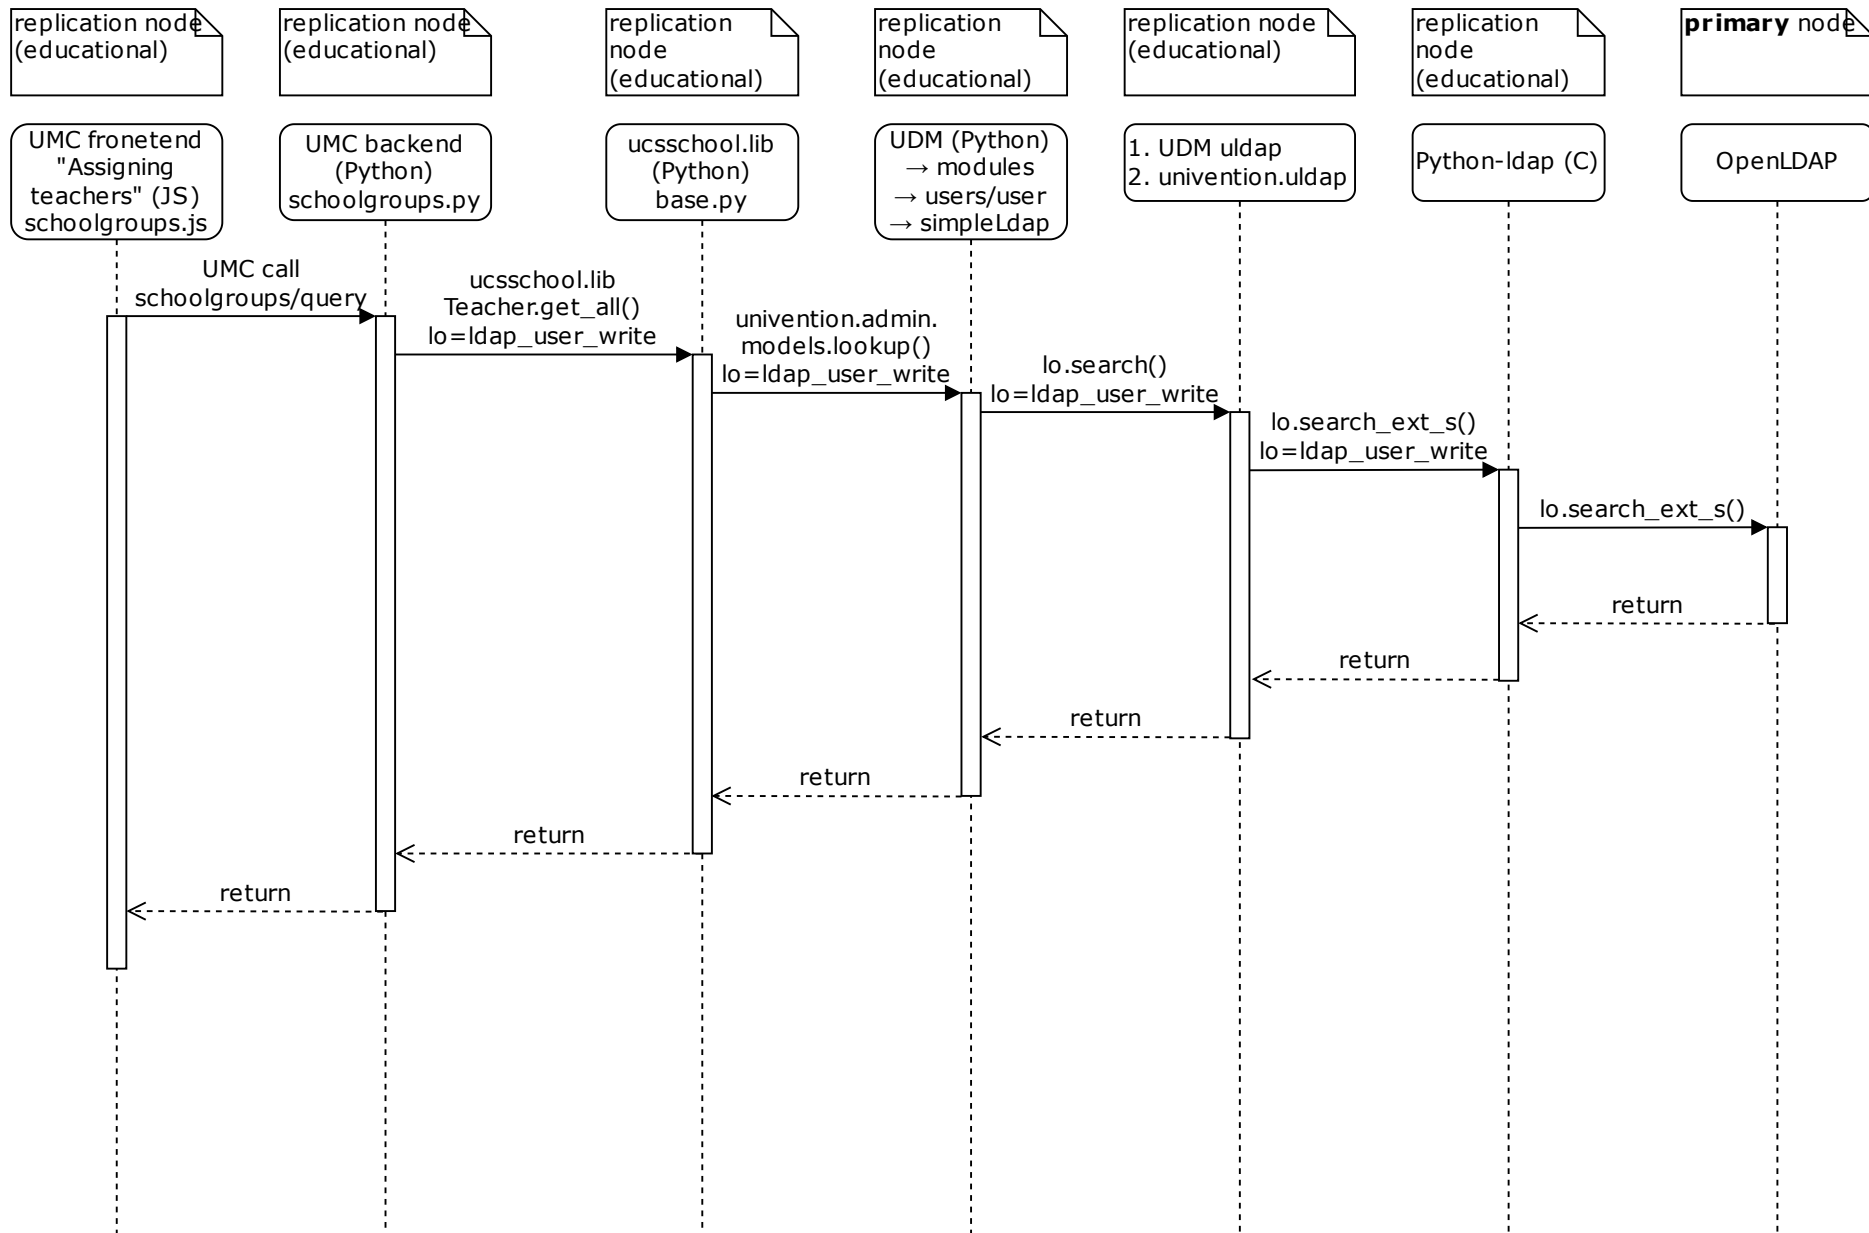 replication node
(educational)
replication node
(educational)
replication
node
(educational)
replication
node
(educational)
replication node
(educational)
replication
node
(educational)
primary node
UMC fronetend
"Assigning
teachers" (JS)
schoolgroups.js
UMC backend
(Python)
schoolgroups.py
ucsschool.lib
(Python)
base.py
UDM (Python)
→ modules
→ users/user
→ simpleLdap
1. UDM uldap
2. univention.uldap
Python-ldap (C)
OpenLDAP
UMC call
schoolgroups/query
ucsschool.lib
Teacher.get_all()
lo=ldap_user_write
univention.admin.
models.lookup()
lo=ldap_user_write
lo.search()
lo=ldap_user_write
lo.search_ext_s()
lo=ldap_user_write
lo.search_ext_s()
return
return
return
return
return
return